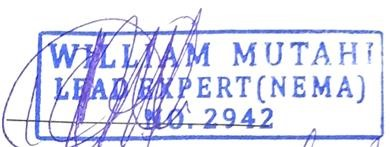 WILLIAM MUTAHI
LEAD EXPERT (NEMA)
NO. 2942